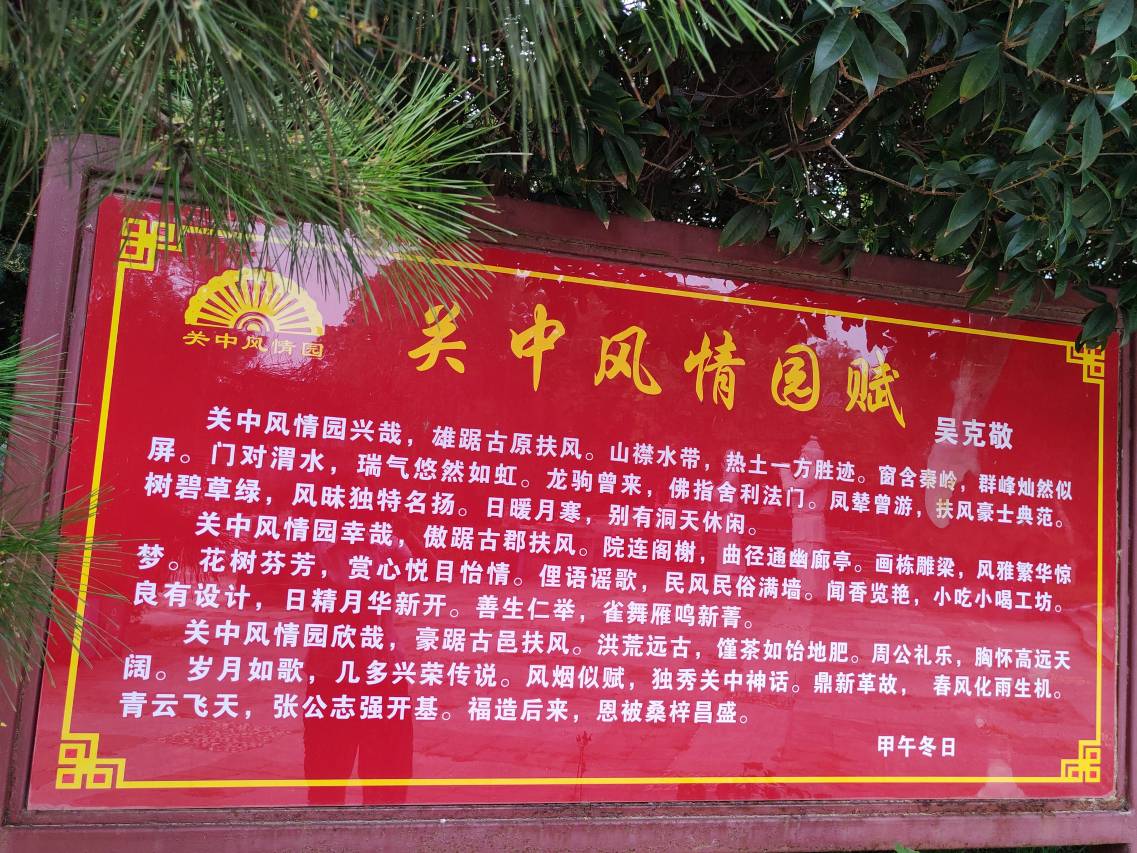 关中风情园
关中风情园赋
吴克敬
关中风情园兴哉，雄踞古原扶风。山襟水带，热土一方胜迹。窗含秦岭，群峰灿然似
屏。门对渭水，瑞气悠然如虹。龙驹曾来，佛指舍利法门。凤辇曾游，扶风豪士典范。
树碧草绿，风味独特名扬。日暖月寒，别有洞天休闲。
关中风情园幸哉，傲踞古郡扶风。院连阁榭，曲径通幽廊亭。画栋雕梁，风雅繁华惊
梦。花树芬芳，赏心悦目怡情。俚语谣歌，民风民俗满墙。闻香览艳，小吃小喝工坊。
良有设计，日精月华新开。善生仁举，雀舞雁鸣新菁。
关中风情园欣哉，豪踞古邑扶风。洪荒远古，馑荼如饴地肥。周公礼乐，胸怀高远天
阔。岁月如歌，几多兴荣传说。风烟似赋，独秀关中神话。鼎新革故，春风化雨生机。
青云飞天，张公志强开基。福造后来，恩被桑梓昌盛。
甲午冬日